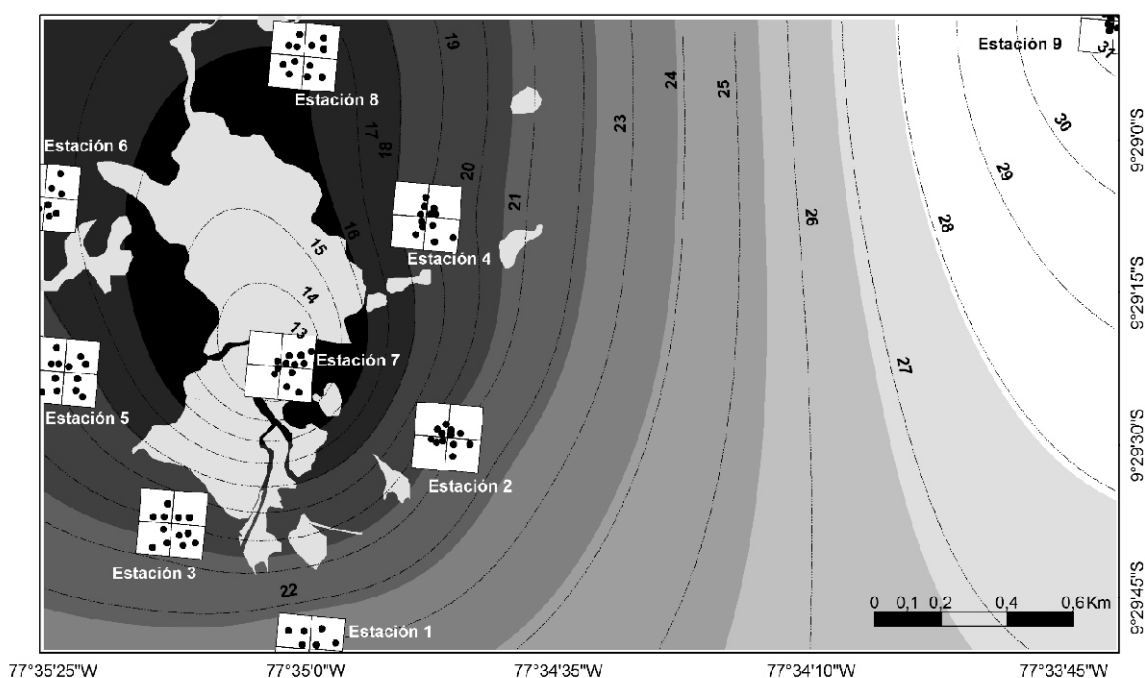 19
Estación 9
31
Estación 8
24
25
17
18
23
30
Estación 6
20
29
21
26
28
16
15
Estación 4
14
13
Estación 7
27
Estación 5
Estación 2
Estación 3
22
Estación 1
0 0,1 0,2 0,4 0,6 Km
9°29'0"S
9°29'15"S
9°29'30"S
9°29'45"S
77°35'25"W 77°35'0"W 77°34'35"W 77°34'10"W 77°33'45"W